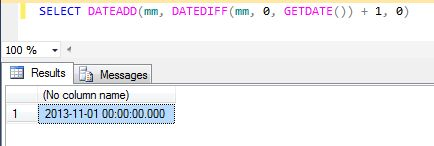 SELECT DATEADD(mm, DATEDIFF(mm, 0, GETDATE()) + 1, 0)
100 %
Results Messages
(No column name)
1 2013-11-01 00:00:00.000